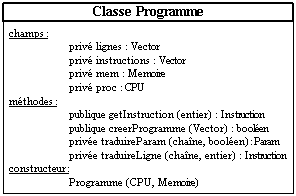 Classe Programme
champs :
privé lignes : Vector
privé instructions : Vector
privé mem : Memoire
privé proc : CPU
méthodes :
publique getInstruction (entier) : Instruction
publique creerProgramme (Vector) : booléen
privée traduireParam (chaîne, booléen) : Param
privée traduireLigne (chaîne, entier) : Instruction
constructeur:
Programme (CPU, Memoire)